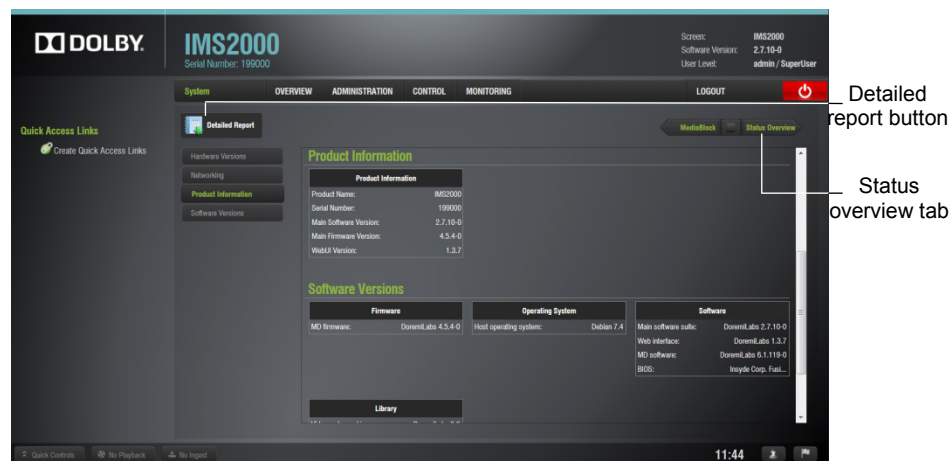 DOLBY.
IMS2000
Serial Number: 199000
Screen: IMS2000
Software Version: 2.7.10-0
User Level: admin / SuperUser
System OVERVIEW ADMINISTRATION CONTROL MONITORING LOGOUT
Detailed
report button
Quick Access Links
Create Quick Access Links
Detailed Report
MediaBlock Status Overview
Status
overview tab
Hardware Versions
Networking
Product Information
Software Versions
Product Information
Product Information
Product Name: IMS2000
Serial Number: 199000
Main Software Version: 2.7.10-0
Main Firmware Version: 4.5.4-0
WebUI Version: 1.3.7
Software Versions
Firmware
MD firmware: DoremiLabs 4.5.4-0
Operating System
Host operating system: Debian 7.4
Software
Main software suite: DoremiLabs 2.7.10-0
Web interface: DoremiLabs 1.3.7
MD software: DoremiLabs 6.1.119-0
BIOS: Insyde Corp. Fusi...
Library
Quick Controls No Playback No Ingest 11:44